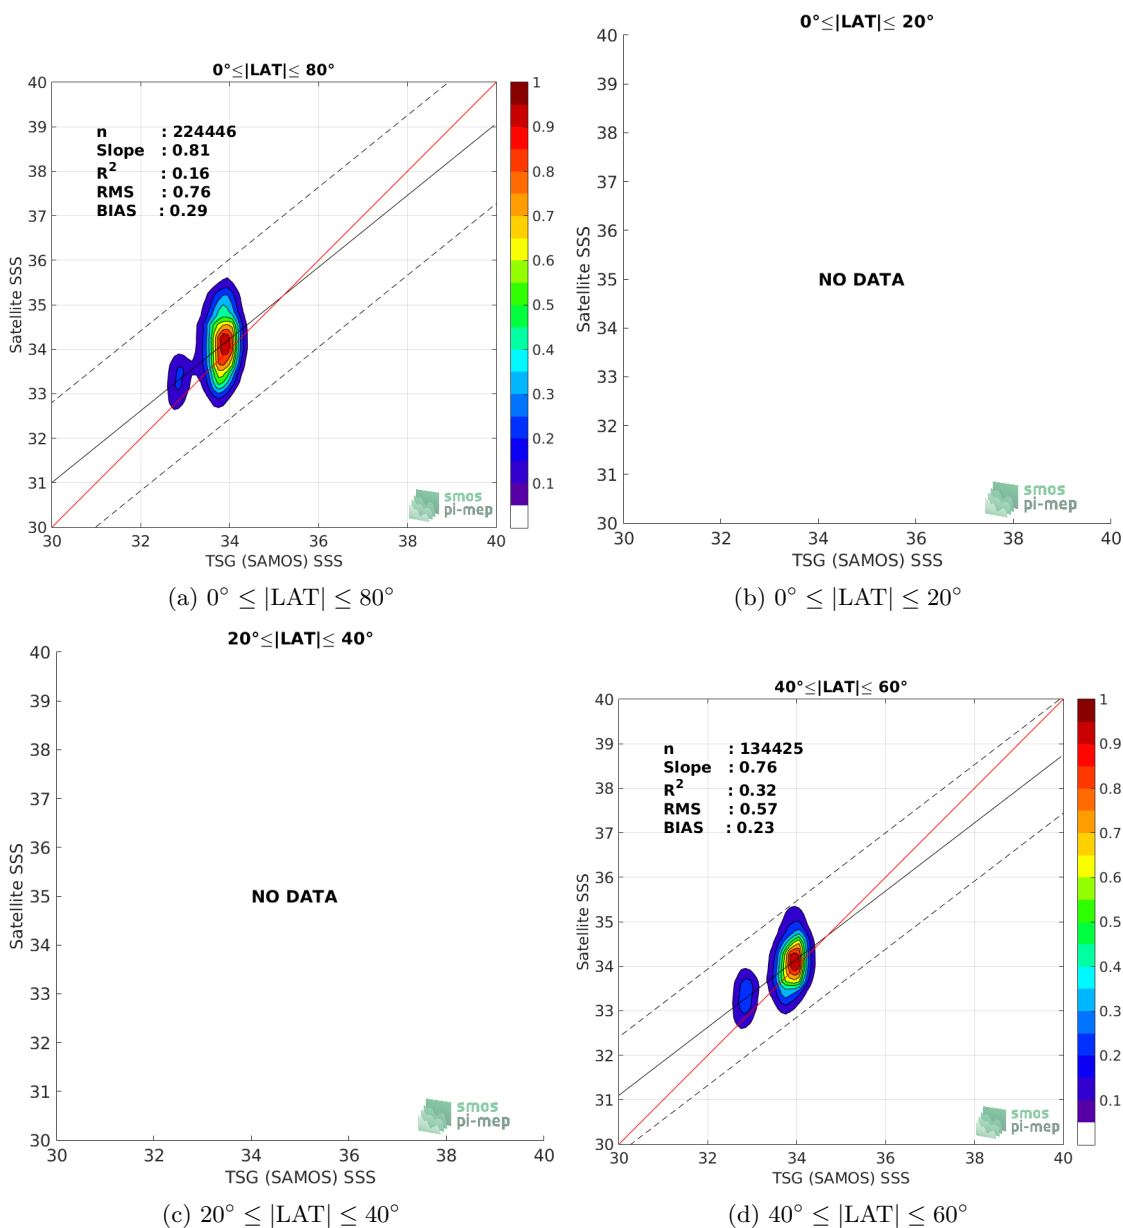 0°≤|LAT|≤ 80°
40
39
38
37
36
35
34
33
32
31
30
Satellite SSS
n : 224446
Slope : 0.81
R²  : 0.16
RMS : 0.76
BIAS : 0.29
1
0.9
0.8
0.7
0.6
0.5
0.4
0.3
0.2
0.1
smos
pi-mep
30 32 34 36 38 40
TSG (SAMOS) SSS
(a) 0° ≤ |LAT| ≤ 80°
0°≤|LAT|≤ 20°
40
39
38
37
36
35
34
33
32
31
30
Satellite SSS
NO DATA
smos
pi-mep
30 32 34 36 38 40
TSG (SAMOS) SSS
(b) 0° ≤ |LAT| ≤ 20°
20°≤|LAT|≤ 40°
40
39
38
37
36
35
34
33
32
31
30
Satellite SSS
NO DATA
smos
pi-mep
30 32 34 36 38 40
TSG (SAMOS) SSS
(c) 20° ≤ |LAT| ≤ 40°
40°≤|LAT|≤ 60°
40
39
38
37
36
35
34
33
32
31
30
Satellite SSS
n : 134425
Slope : 0.76
R² : 0.32
RMS : 0.57
BIAS : 0.23
1
0.9
0.8
0.7
0.6
0.5
0.4
0.3
0.2
0.1
smos
pi-mep
30 32 34 36 38 40
TSG (SAMOS) SSS
(d) 40° ≤ |LAT| ≤ 60°